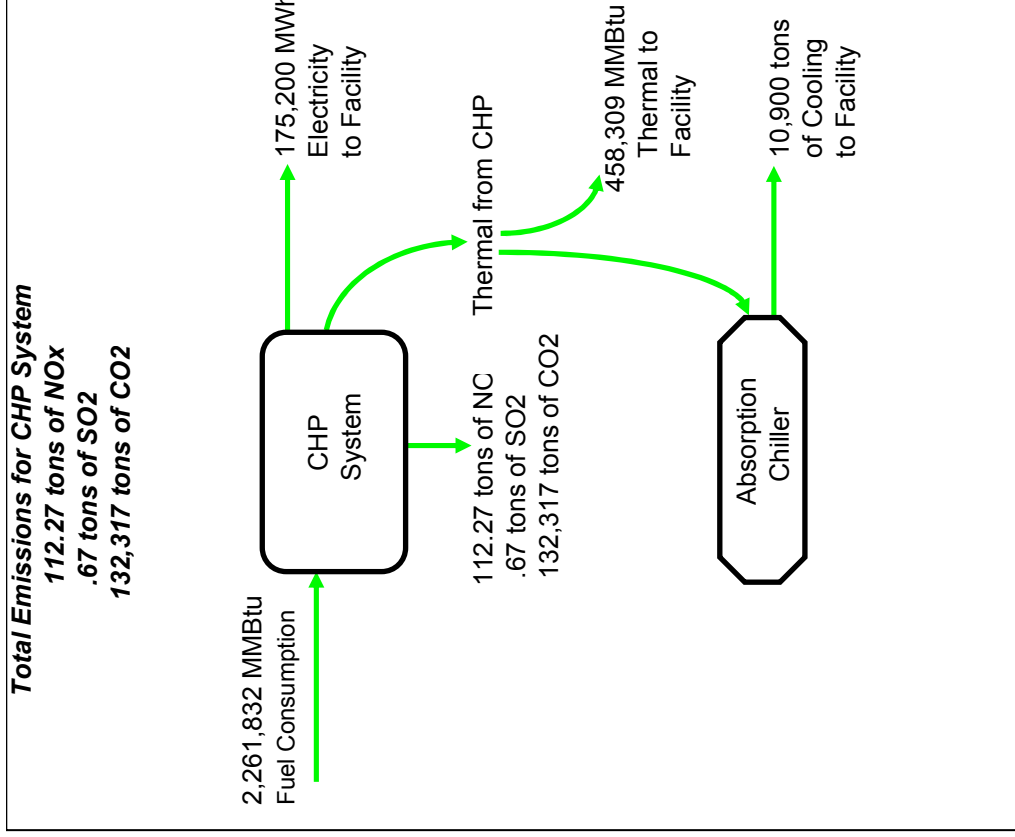 Total Emissions for CHP System
112.27 tons of NOx
.67 tons of SO2
132,317 tons of CO2
2,261,832 MMBtu
Fuel Consumption
CHP
System
175,200 MWh
Electricity
to Facility
112.27 tons of NO
.67 tons of SO2
132,317 tons of CO2
Thermal from CHP
458,309 MMBtu
Thermal to
Facility
Absorption
Chiller
10,900 tons
of Cooling
to Facility